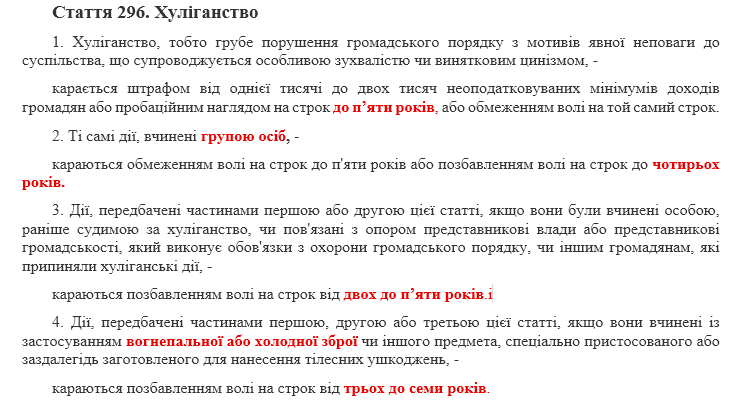 Стаття 296. Хуліганство
1. Хуліганство, тобто грубе порушення громадського порядку з мотивів явної неповаги до
суспільства, що супроводжується особливою зухвалістю чи винятковим цинізмом, -
карається штрафом від однієї тисячі до двох тисяч неоподатковуваних мінімумів доходів
громадян або пробаційним наглядом на строк до п’яти років, або обмеженням волі на той самий строк.
2. Ті самі дії, вчинені групою осіб, -
караються обмеженням волі на строк до п'яти років або позбавленням волі на строк до чотирьох
років.
3. Дії, передбачені частинами першою або другою цієї статті, якщо вони були вчинені особою,
раніше судимою за хуліганство, чи пов'язані з опором представникові влади або представникові
громадськості, який виконує обов'язки з охорони громадського порядку, чи іншим громадянам, які
припиняли хуліганські дії, -
караються позбавленням волі на строк від двох до п’яти років.і
4. Дії, передбачені частинами першою, другою або третьою цієї статті, якщо вони вчинені із
застосуванням вогнепальної або холодної зброї чи іншого предмета, спеціально пристосованого або
заздалегідь заготовленого для нанесення тілесних ушкоджень, -
караються позбавленням волі на строк від трьох до семи років.